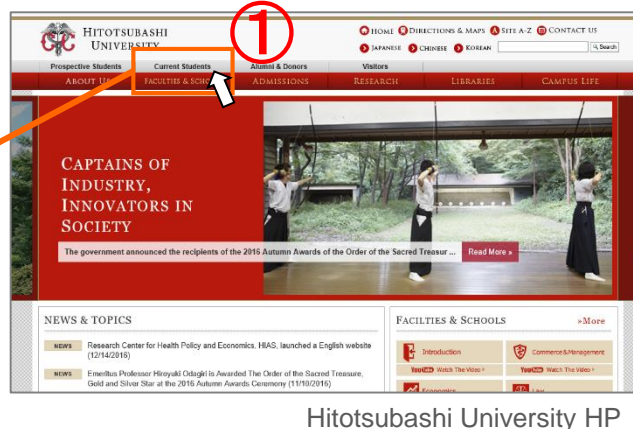 HITOTSUBASHI
UNIVERSITY
①
HOME DIRECTIONS & MAPS SITE A-Z CONTACT US
JAPANESE CHINESE KOREAN Search
Prospective Students Current Students Alumni & Donors Visitors
ABOUT US FACULTIES & SCHOOLS ADMISSIONS RESEARCH LIBRARIES CAMPUS LIFE
CAPTAINS OF
INDUSTRY,
INNOVATORS IN
SOCIETY
The government announced the recipients of the 2016 Autumn Awards of the Order of the Sacred Treasur ... Read More »
NEWS & TOPICS
NEWS Research Center for Health Policy and Economics, HIAS, launched a English website
(12/14/2016)
NEWS Emeritus Professor Hiroyuki Odagiri is Awarded The Order of the Sacred Treasure,
Gold and Silver Star at the 2016 Autumn Awards Ceremony (11/10/2016)
FACILTIES & SCHOOLS »More
Introduction Commerce & Management
YouTube Watch The Video › YouTube Watch The Video ›
Economics Law
Hitotsubashi University HP